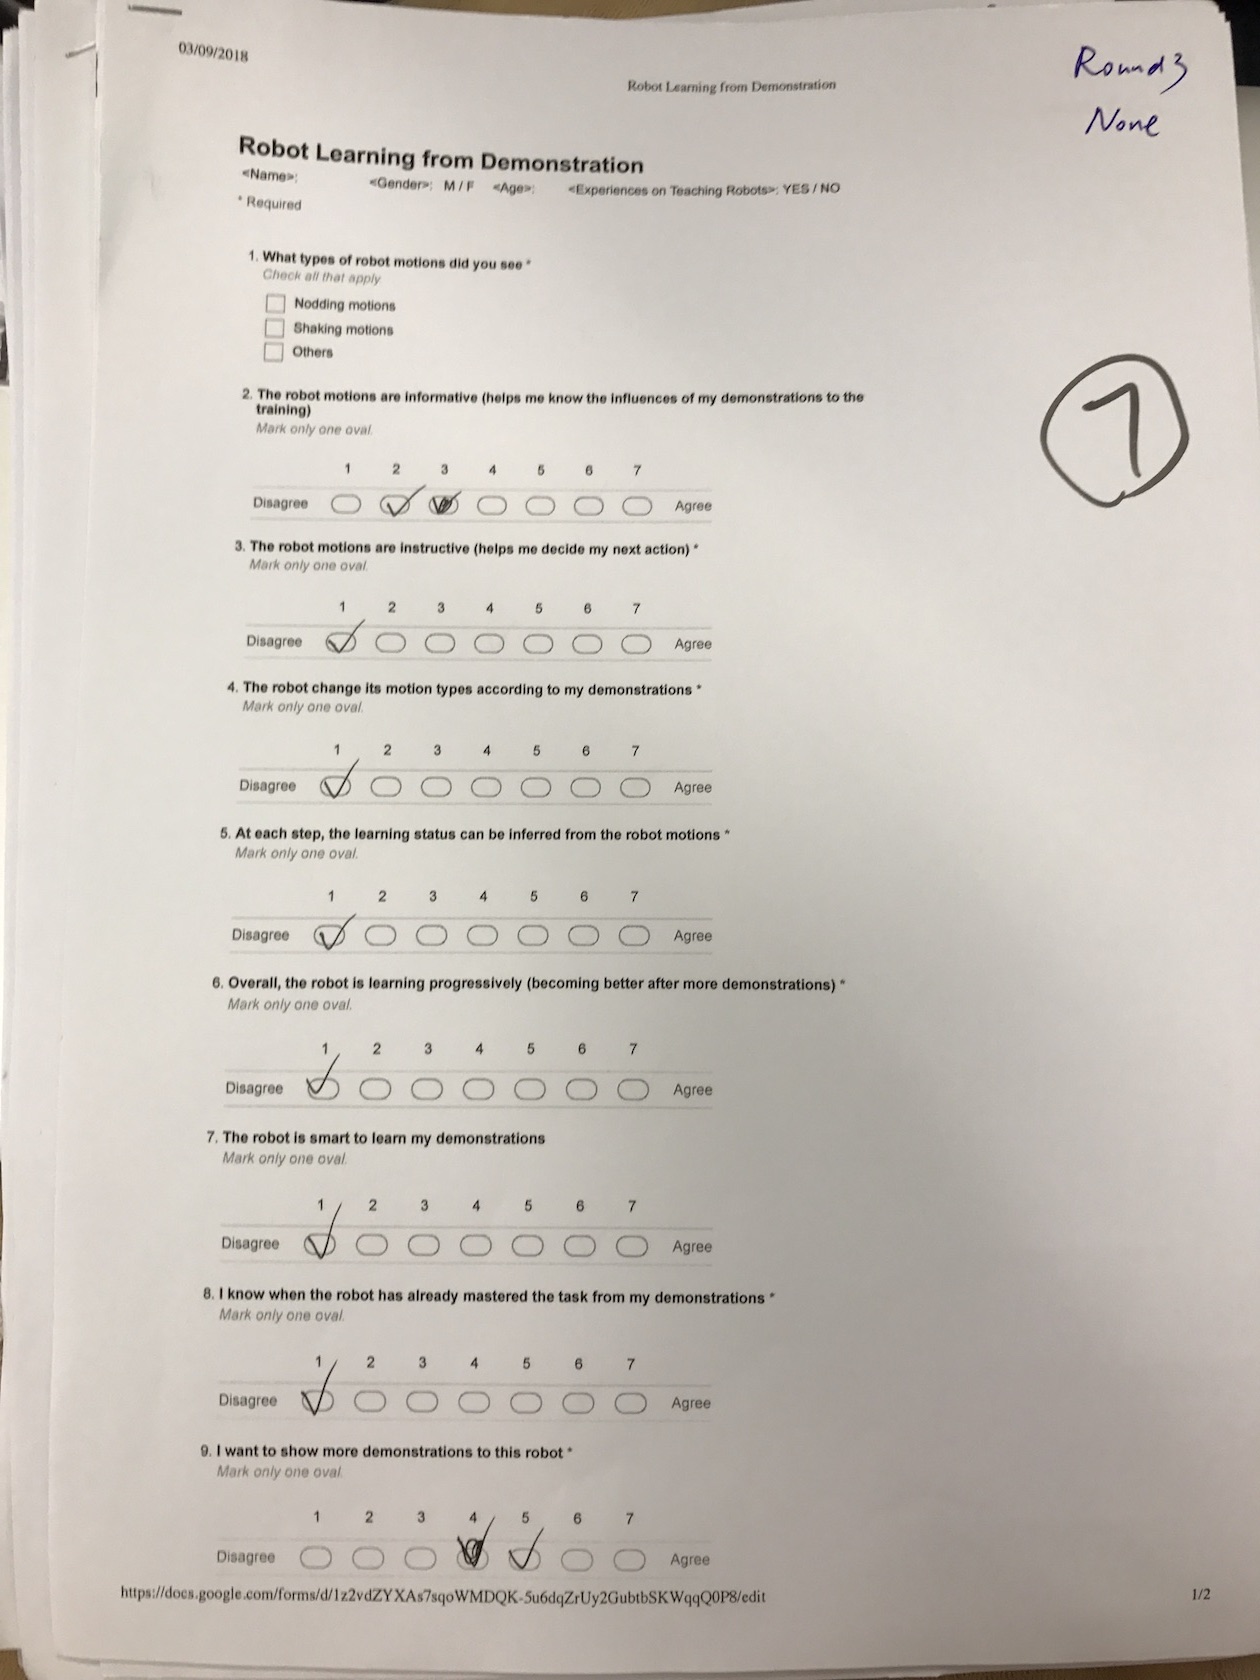 03/09/2018
Robot Learning from Demonstration
Round 3
None
Robot Learning from Demonstration
<Name>: <Gender>: M / F <Age>: <Experiences on Teaching Robots>: YES / NO
* Required
1. What types of robot motions did you see *
Check all that apply
Nodding motions
Shaking motions
Others
7
2. The robot motions are informative (helps me know the influences of my demonstrations to the
training)
Mark only one oval.
1 2 3 4 5 6 7
Disagree Agree
3. The robot motions are instructive (helps me decide my next action) *
Mark only one oval.
1 2 3 4 5 6 7
Disagree Agree
4. The robot change its motion types according to my demonstrations *
Mark only one oval.
1 2 3 4 5 6 7
Disagree Agree
5. At each step, the learning status can be inferred from the robot motions *
Mark only one oval.
1 2 3 4 5 6 7
Disagree Agree
6. Overall, the robot is learning progressively (becoming better after more demonstrations) *
Mark only one oval.
1 2 3 4 5 6 7
Disagree Agree
7. The robot is smart to learn my demonstrations
Mark only one oval.
1 2 3 4 5 6 7
Disagree Agree
8. I know when the robot has already mastered the task from my demonstrations *
Mark only one oval.
1 2 3 4 5 6 7
Disagree Agree
9. I want to show more demonstrations to this robot *
Mark only one oval.
1 2 3 4 5 6 7
Disagree Agree
https://docs.google.com/forms/d/1z2vdZYXAs7sqoWMDQK-5u6dqZrUy2GubtbSKWqqQ0P8/edit
1/2